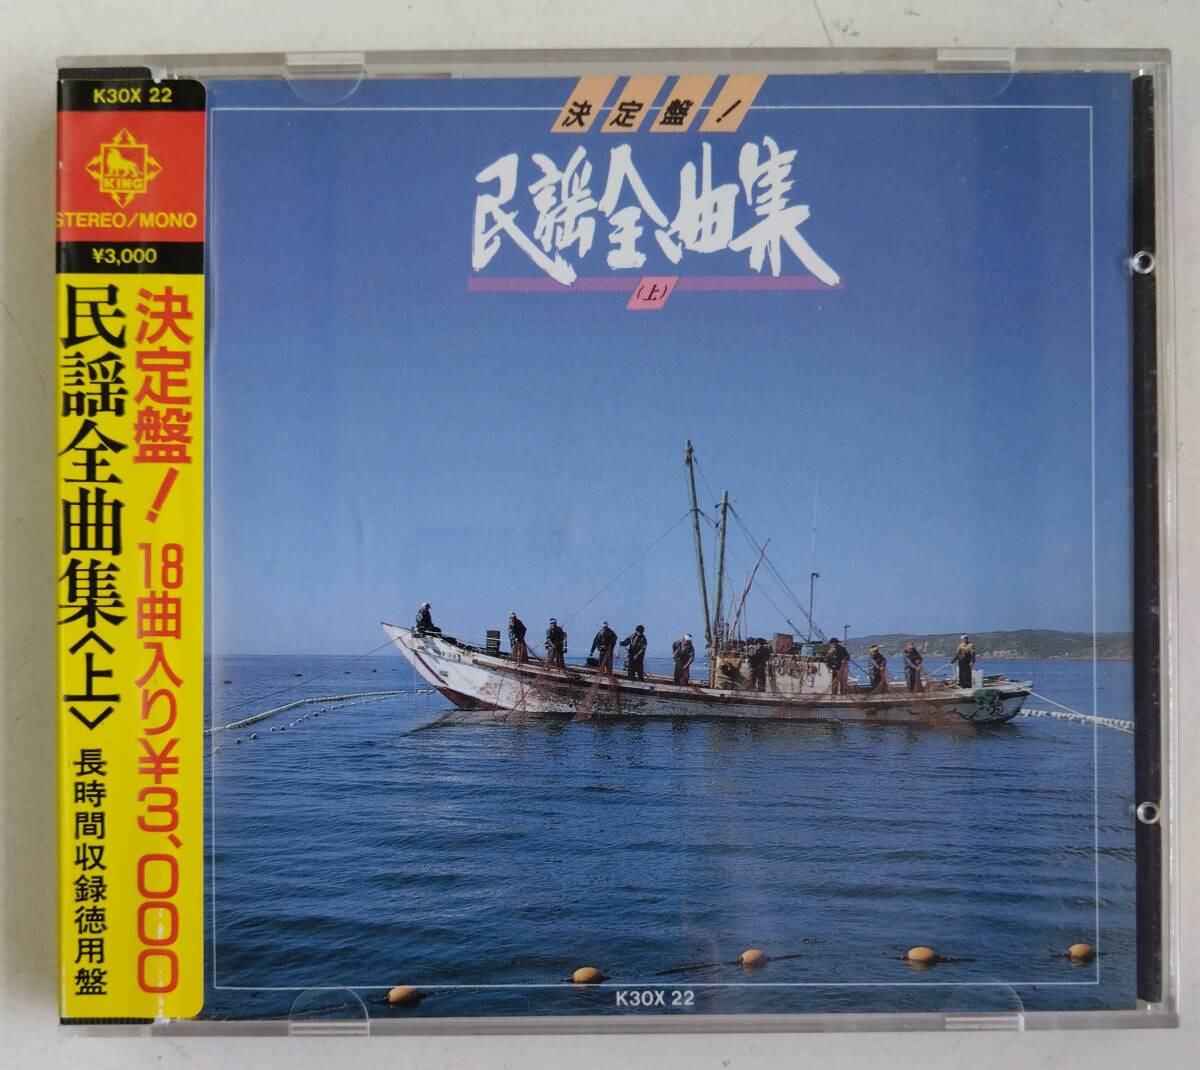 K30X 22
KING
STEREO/MONO
¥3,000
決定盤!18曲入り¥3,000
民謡全曲集<上>
長時間収録徳用盤
決定盤!
民謡全曲集
(上)
K30X 22